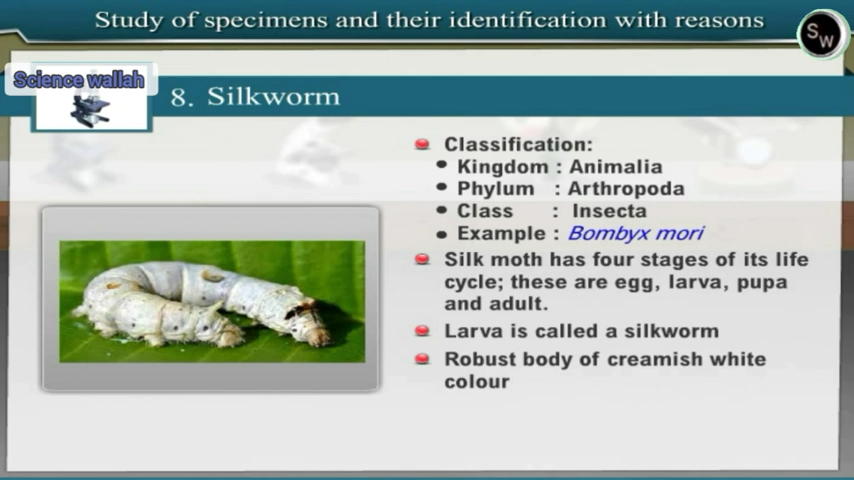 Study of specimens and their identification with reasons
SW
Science wallah
8. Silkworm
Classification:
Kingdom : Animalia
Phylum : Arthropoda
Class : Insecta
Example : Bombyx mori
Silk moth has four stages of its life
cycle; these are egg, larva, pupa
and adult.
Larva is called a silkworm
Robust body of creamish white
colour